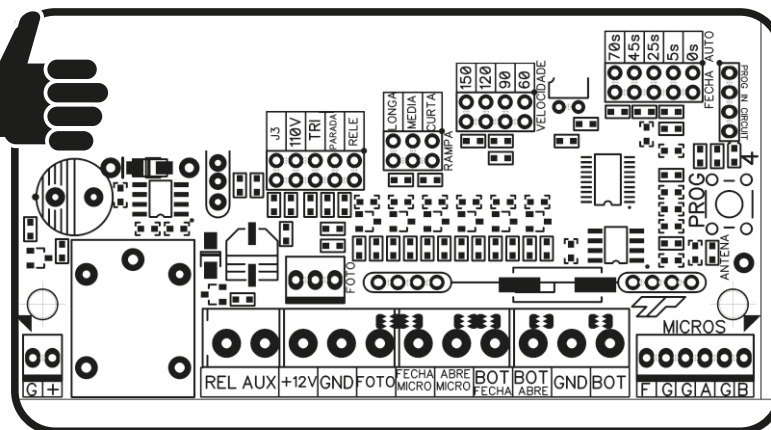 70s
45s
25s
5s
0s
FECHA AUTO
PROG IN CIRCUIT
150
120
90
60
VELOCIDADE
LONGA
MEDIA
CURTA
RAMPA
J3
110V
TRI
PARADA
RELE
PROG
4
ANTENA
FOTO
MICROS
G +
REL AUX +12V GND FOTO FECHA MICRO ABRE MICRO BOT FECHA BOT ABRE GND BOT
F G G A G B